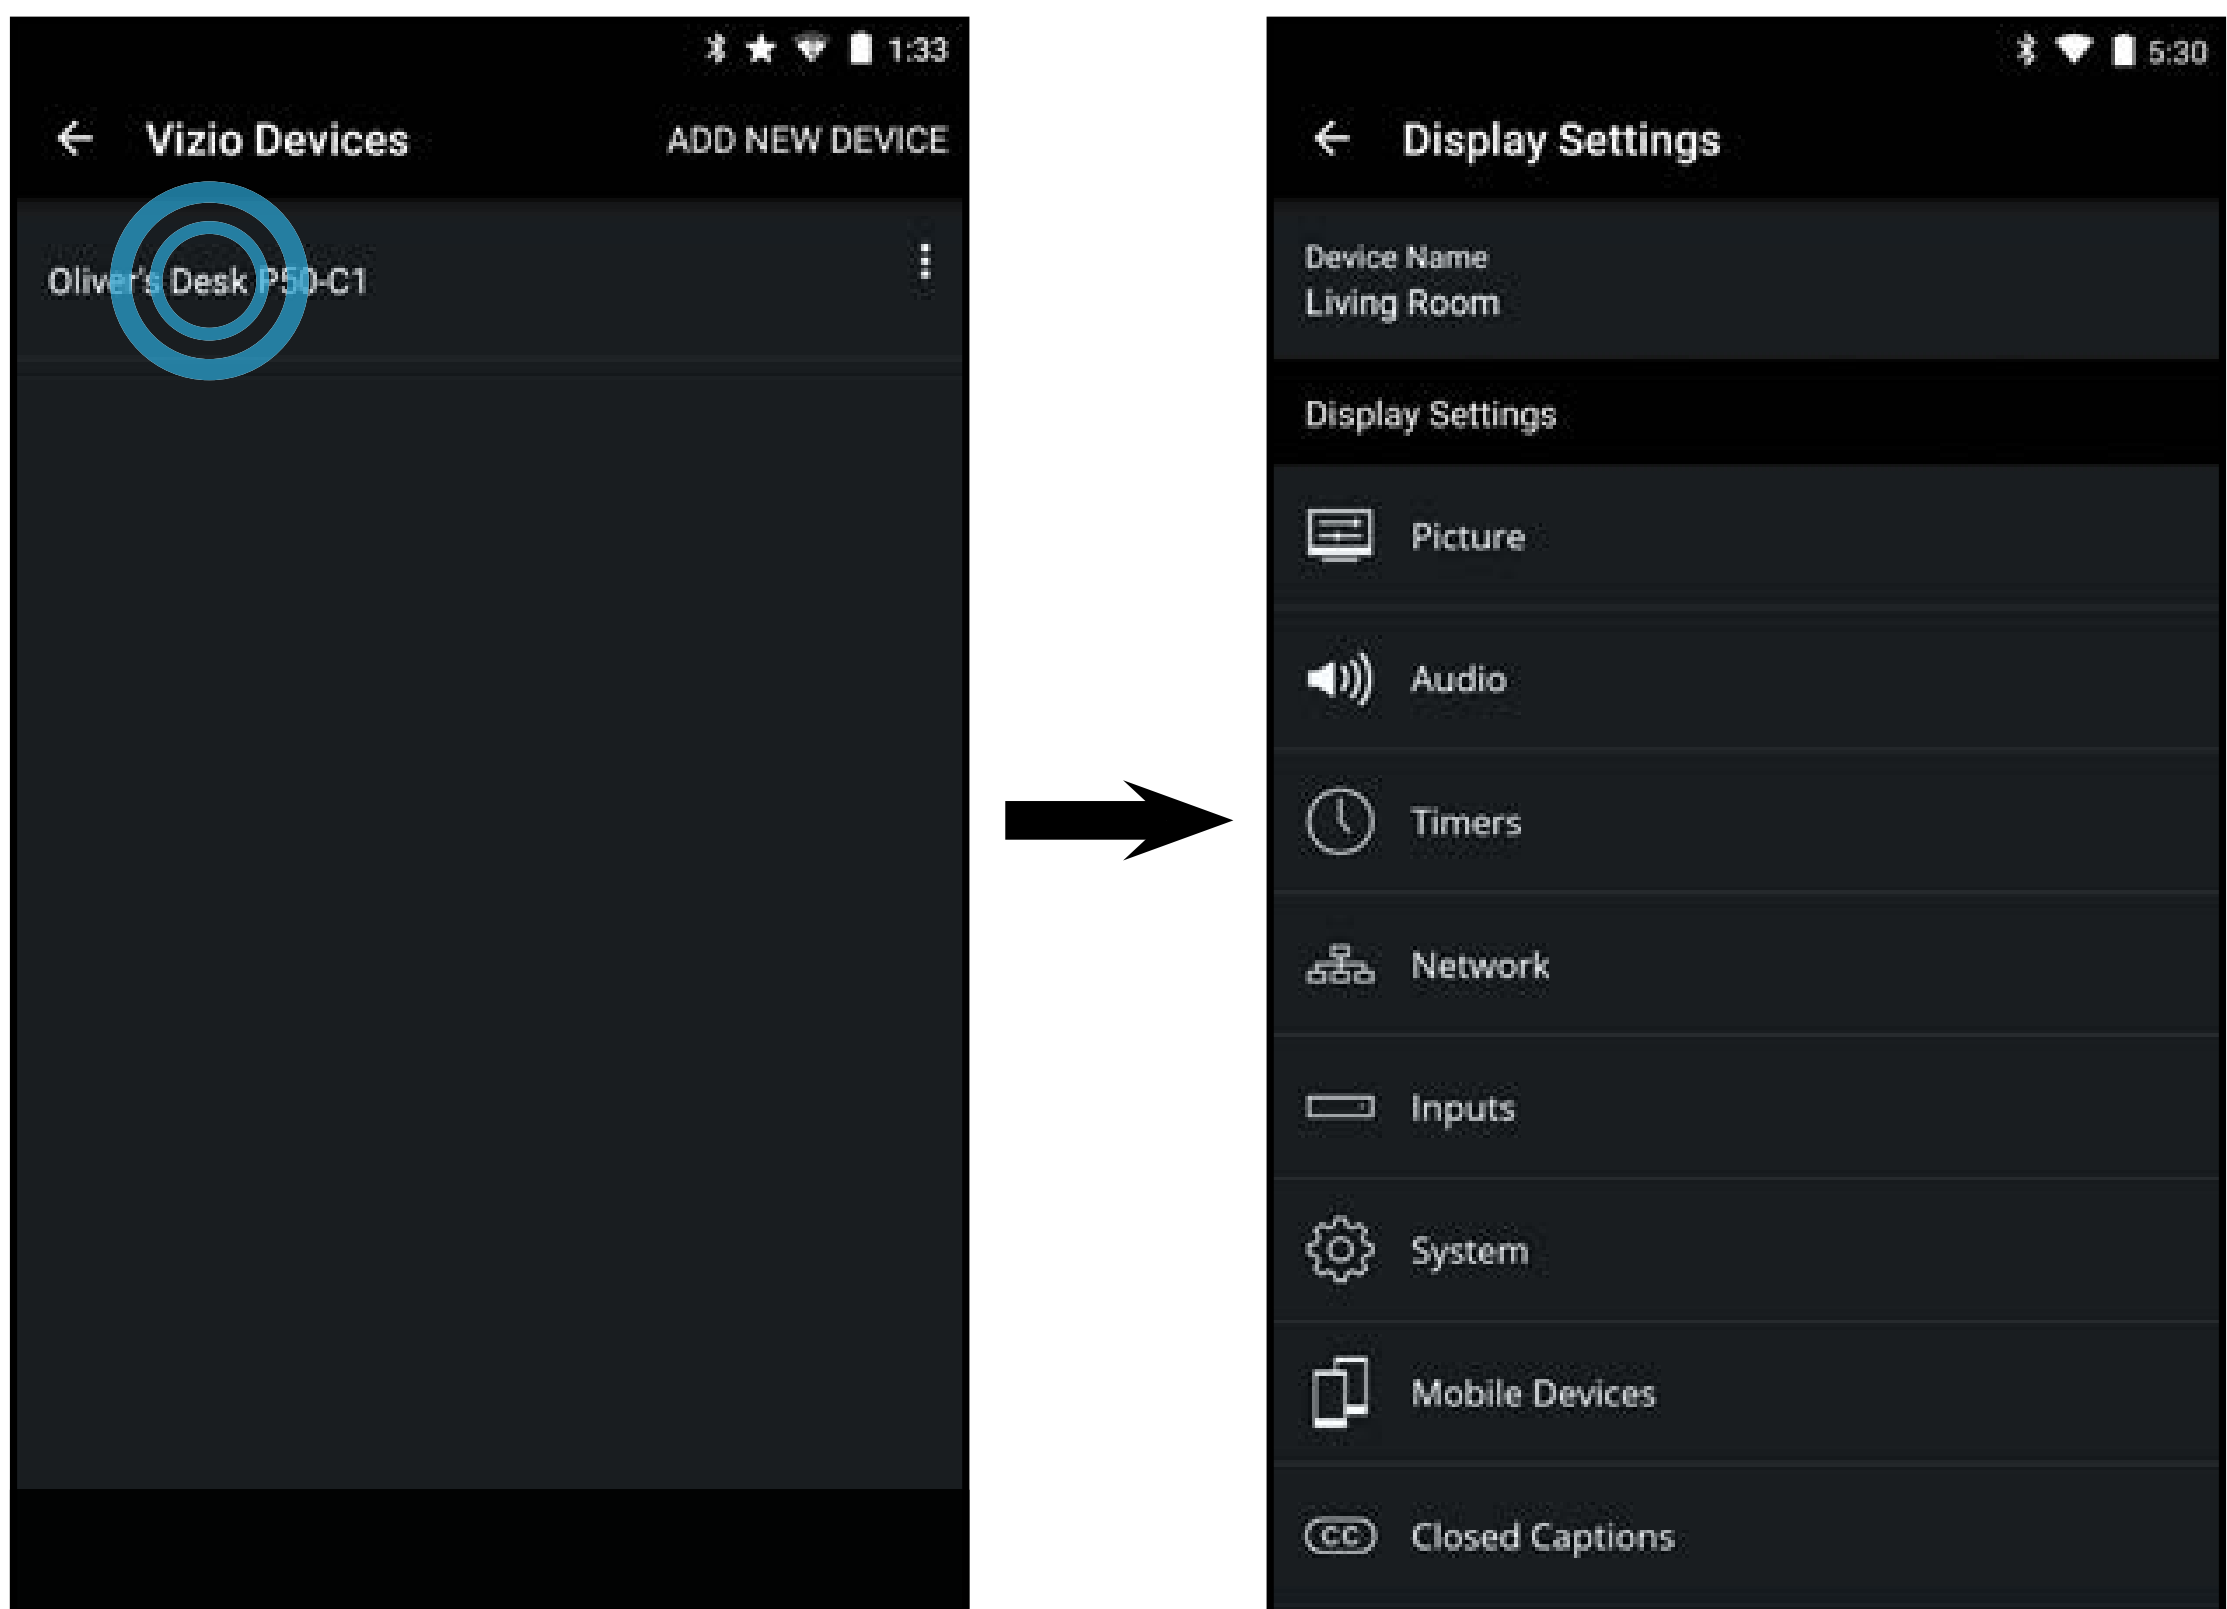 1:33
Vizio Devices
ADD NEW DEVICE
Oliver's Desk P50-C1
5:30
Display Settings
Device Name
Living Room
Display Settings
Picture
Audio
Timers
Network
Inputs
System
Mobile Devices
CC Closed Captions